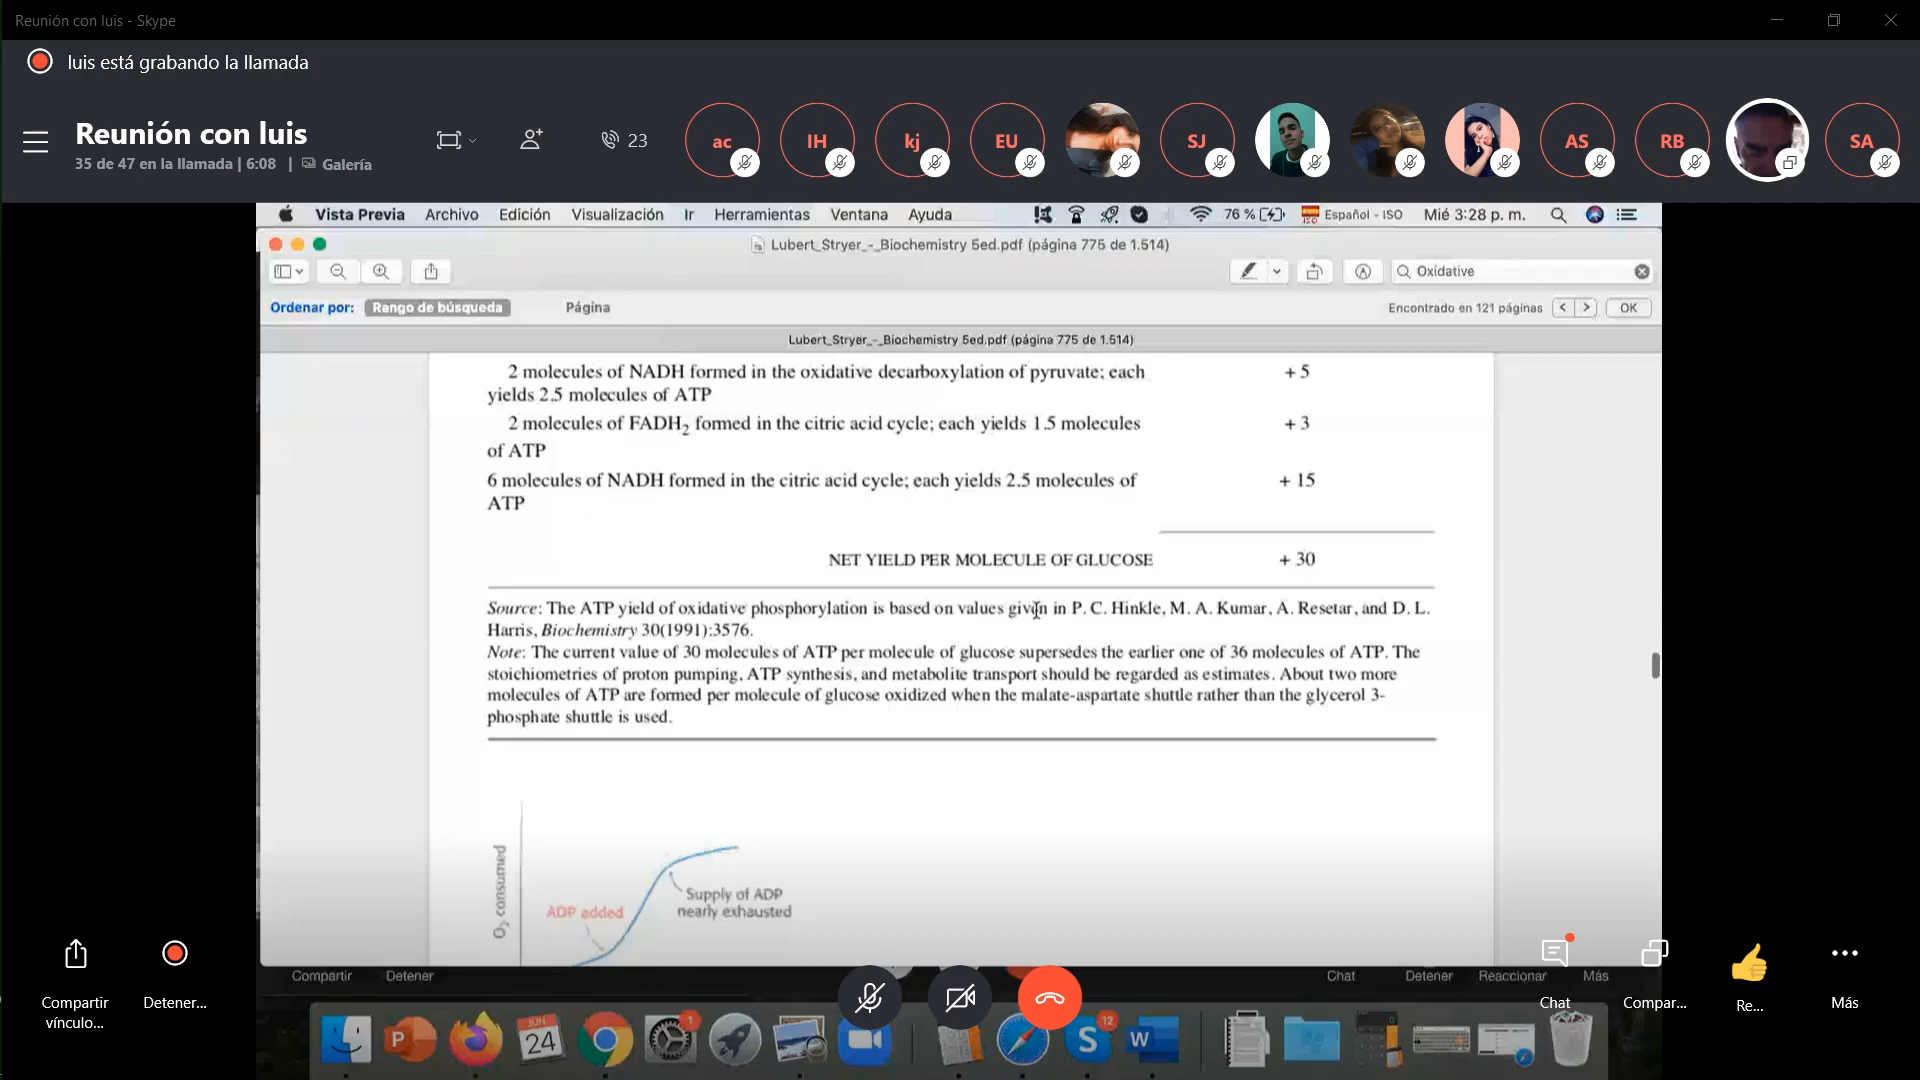 Reunión con luis - Skype
luis está grabando la llamada
Reunión con luis
35 de 47 en la llamada | 6:08 | Galería
23
ac
IH
kj
EU
SJ
AS
RB
SA
Vista Previa Archivo Edición Visualización Ir Herramientas Ventana Ayuda 76 % ISO Español - ISO Mié 3:28 p. m.
Lubert_Stryer_-_Biochemistry 5ed.pdf (página 775 de 1.514)
Oxidative
Ordenar por: Rango de búsqueda Página Encontrado en 121 páginas < > OK
Lubert_Stryer_-_Biochemistry 5ed.pdf (página 775 de 1.514)
2 molecules of NADH formed in the oxidative decarboxylation of pyruvate; each + 5
yields 2.5 molecules of ATP
2 molecules of FADH₂ formed in the citric acid cycle; each yields 1.5 molecules + 3
of ATP
6 molecules of NADH formed in the citric acid cycle; each yields 2.5 molecules of + 15
ATP
NET YIELD PER MOLECULE OF GLUCOSE + 30
Source: The ATP yield of oxidative phosphorylation is based on values given in P. C. Hinkle, M. A. Kumar, A. Resetar, and D. L.
Harris, Biochemistry 30(1991):3576.
Note: The current value of 30 molecules of ATP per molecule of glucose supersedes the earlier one of 36 molecules of ATP. The
stoichiometries of proton pumping, ATP synthesis, and metabolite transport should be regarded as estimates. About two more
molecules of ATP are formed per molecule of glucose oxidized when the malate-aspartate shuttle rather than the glycerol 3-
phosphate shuttle is used.
O₂ consumed
ADP added
Supply of ADP
nearly exhausted
Compartir Detener Chat Detener Reaccionar Más
Compartir
vínculo...
Detener...
Chat
Compar...
Re...
Más
P
JUN
24
1
S
12
W